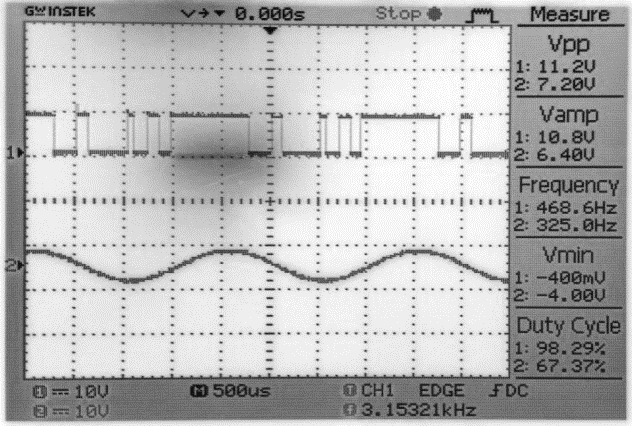 GWINSTEK 0.000s Stop Measure
Vpp
1: 11.2V
2: 7.20V
Vamp
1: 10.8V
2: 6.40V
Frequency
1: 468.6Hz
2: 325.0Hz
Vmin
1: -400mV
2: -4.00V
Duty Cycle
1: 98.29%
2: 67.37%
1
2
1 10V M 500us CH1 EDGE DC
2 10V 3.15321kHz